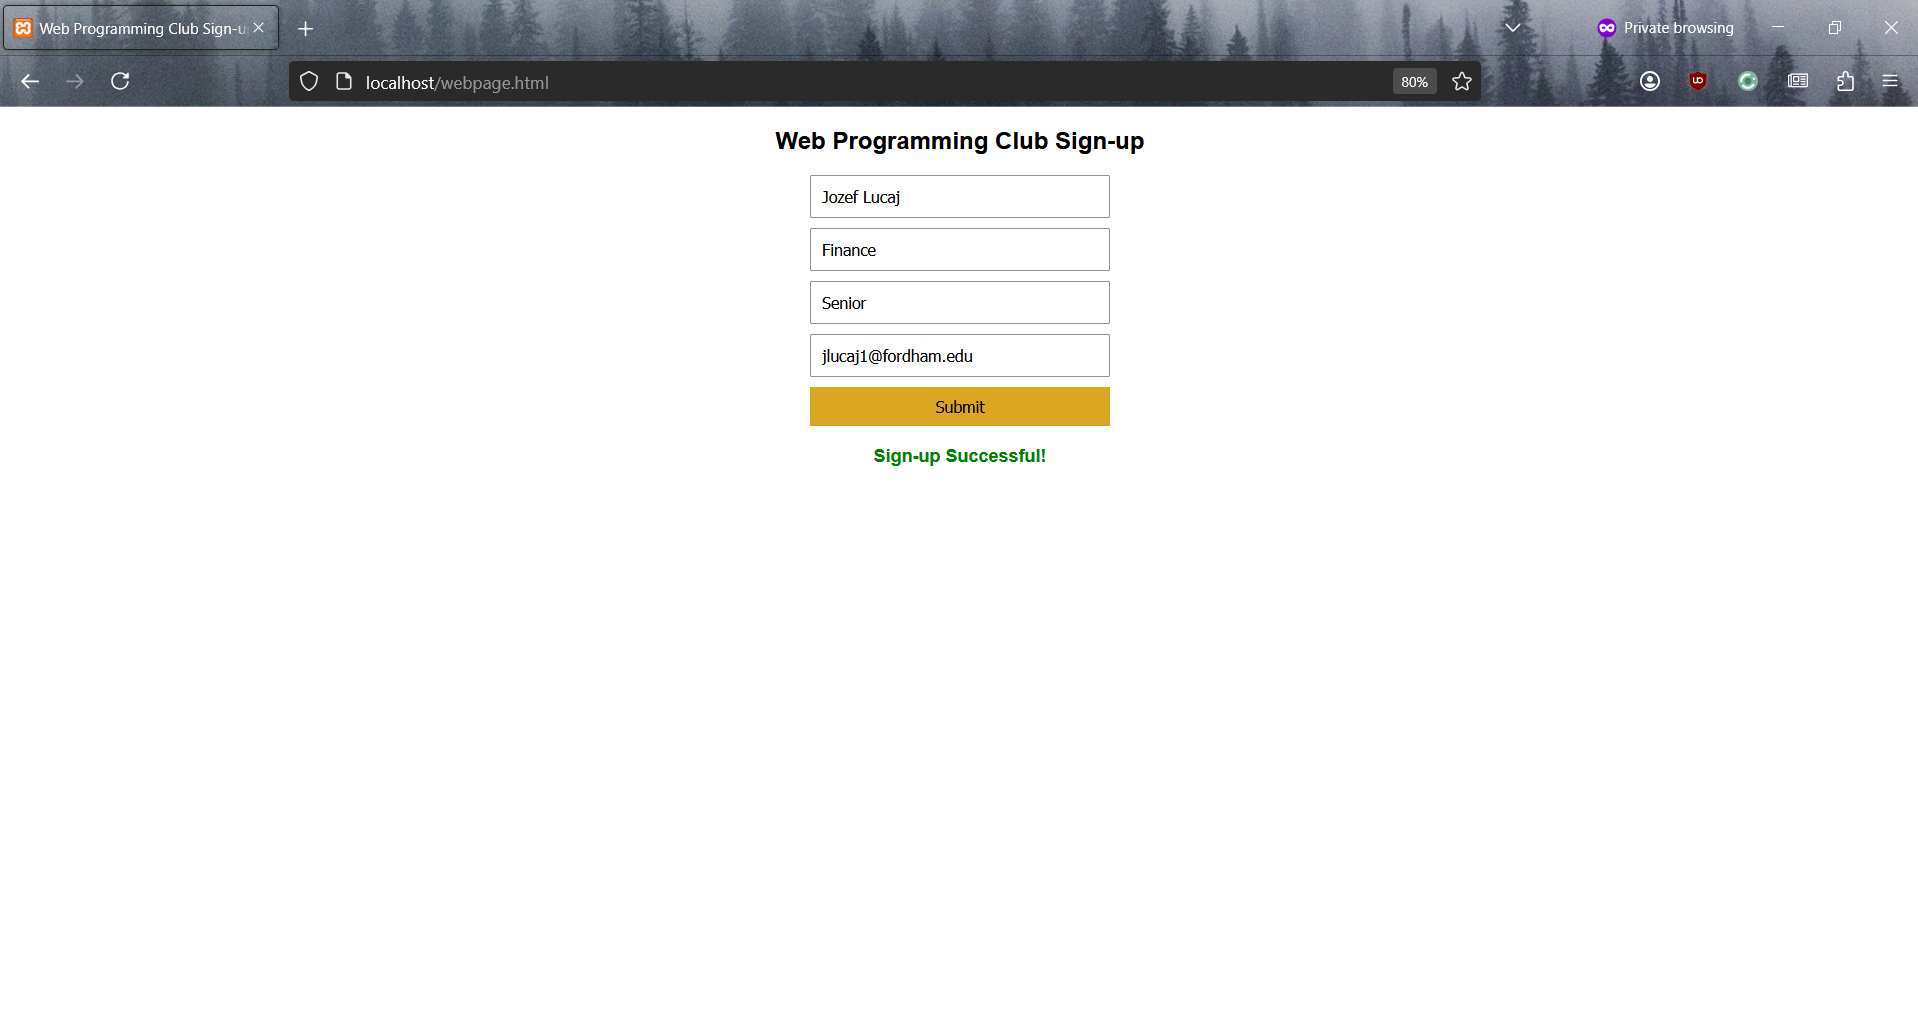 Web Programming Club Sign-u
Private browsing
localhost/webpage.html
80%
Web Programming Club Sign-up
Jozef Lucaj
Finance
Senior
jlucaj1@fordham.edu
Submit
Sign-up Successful!